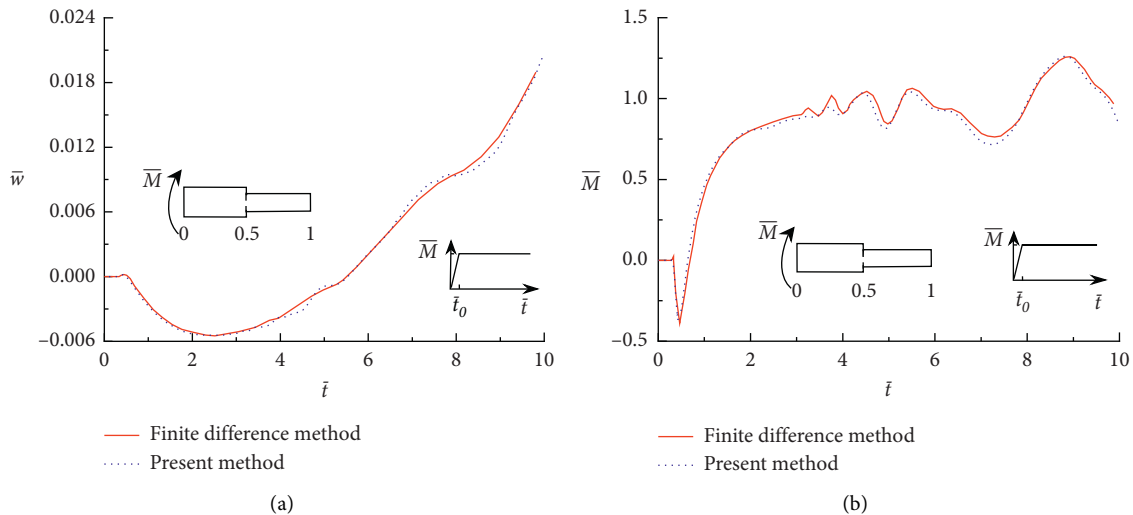 0.024
0.018
0.012
0.006
0.000
−0.006
w̅
M̅
0 0.5 1
M̅
t̅0
t̅
0 2 4 6 8 10
t̅
Finite difference method
Present method
(a)
1.5
1.0
0.5
0.0
−0.5
M̅
M̅
0 0.5 1
M̅
t̅0
t̅
0 2 4 6 8 10
t̅
Finite difference method
Present method
(b)